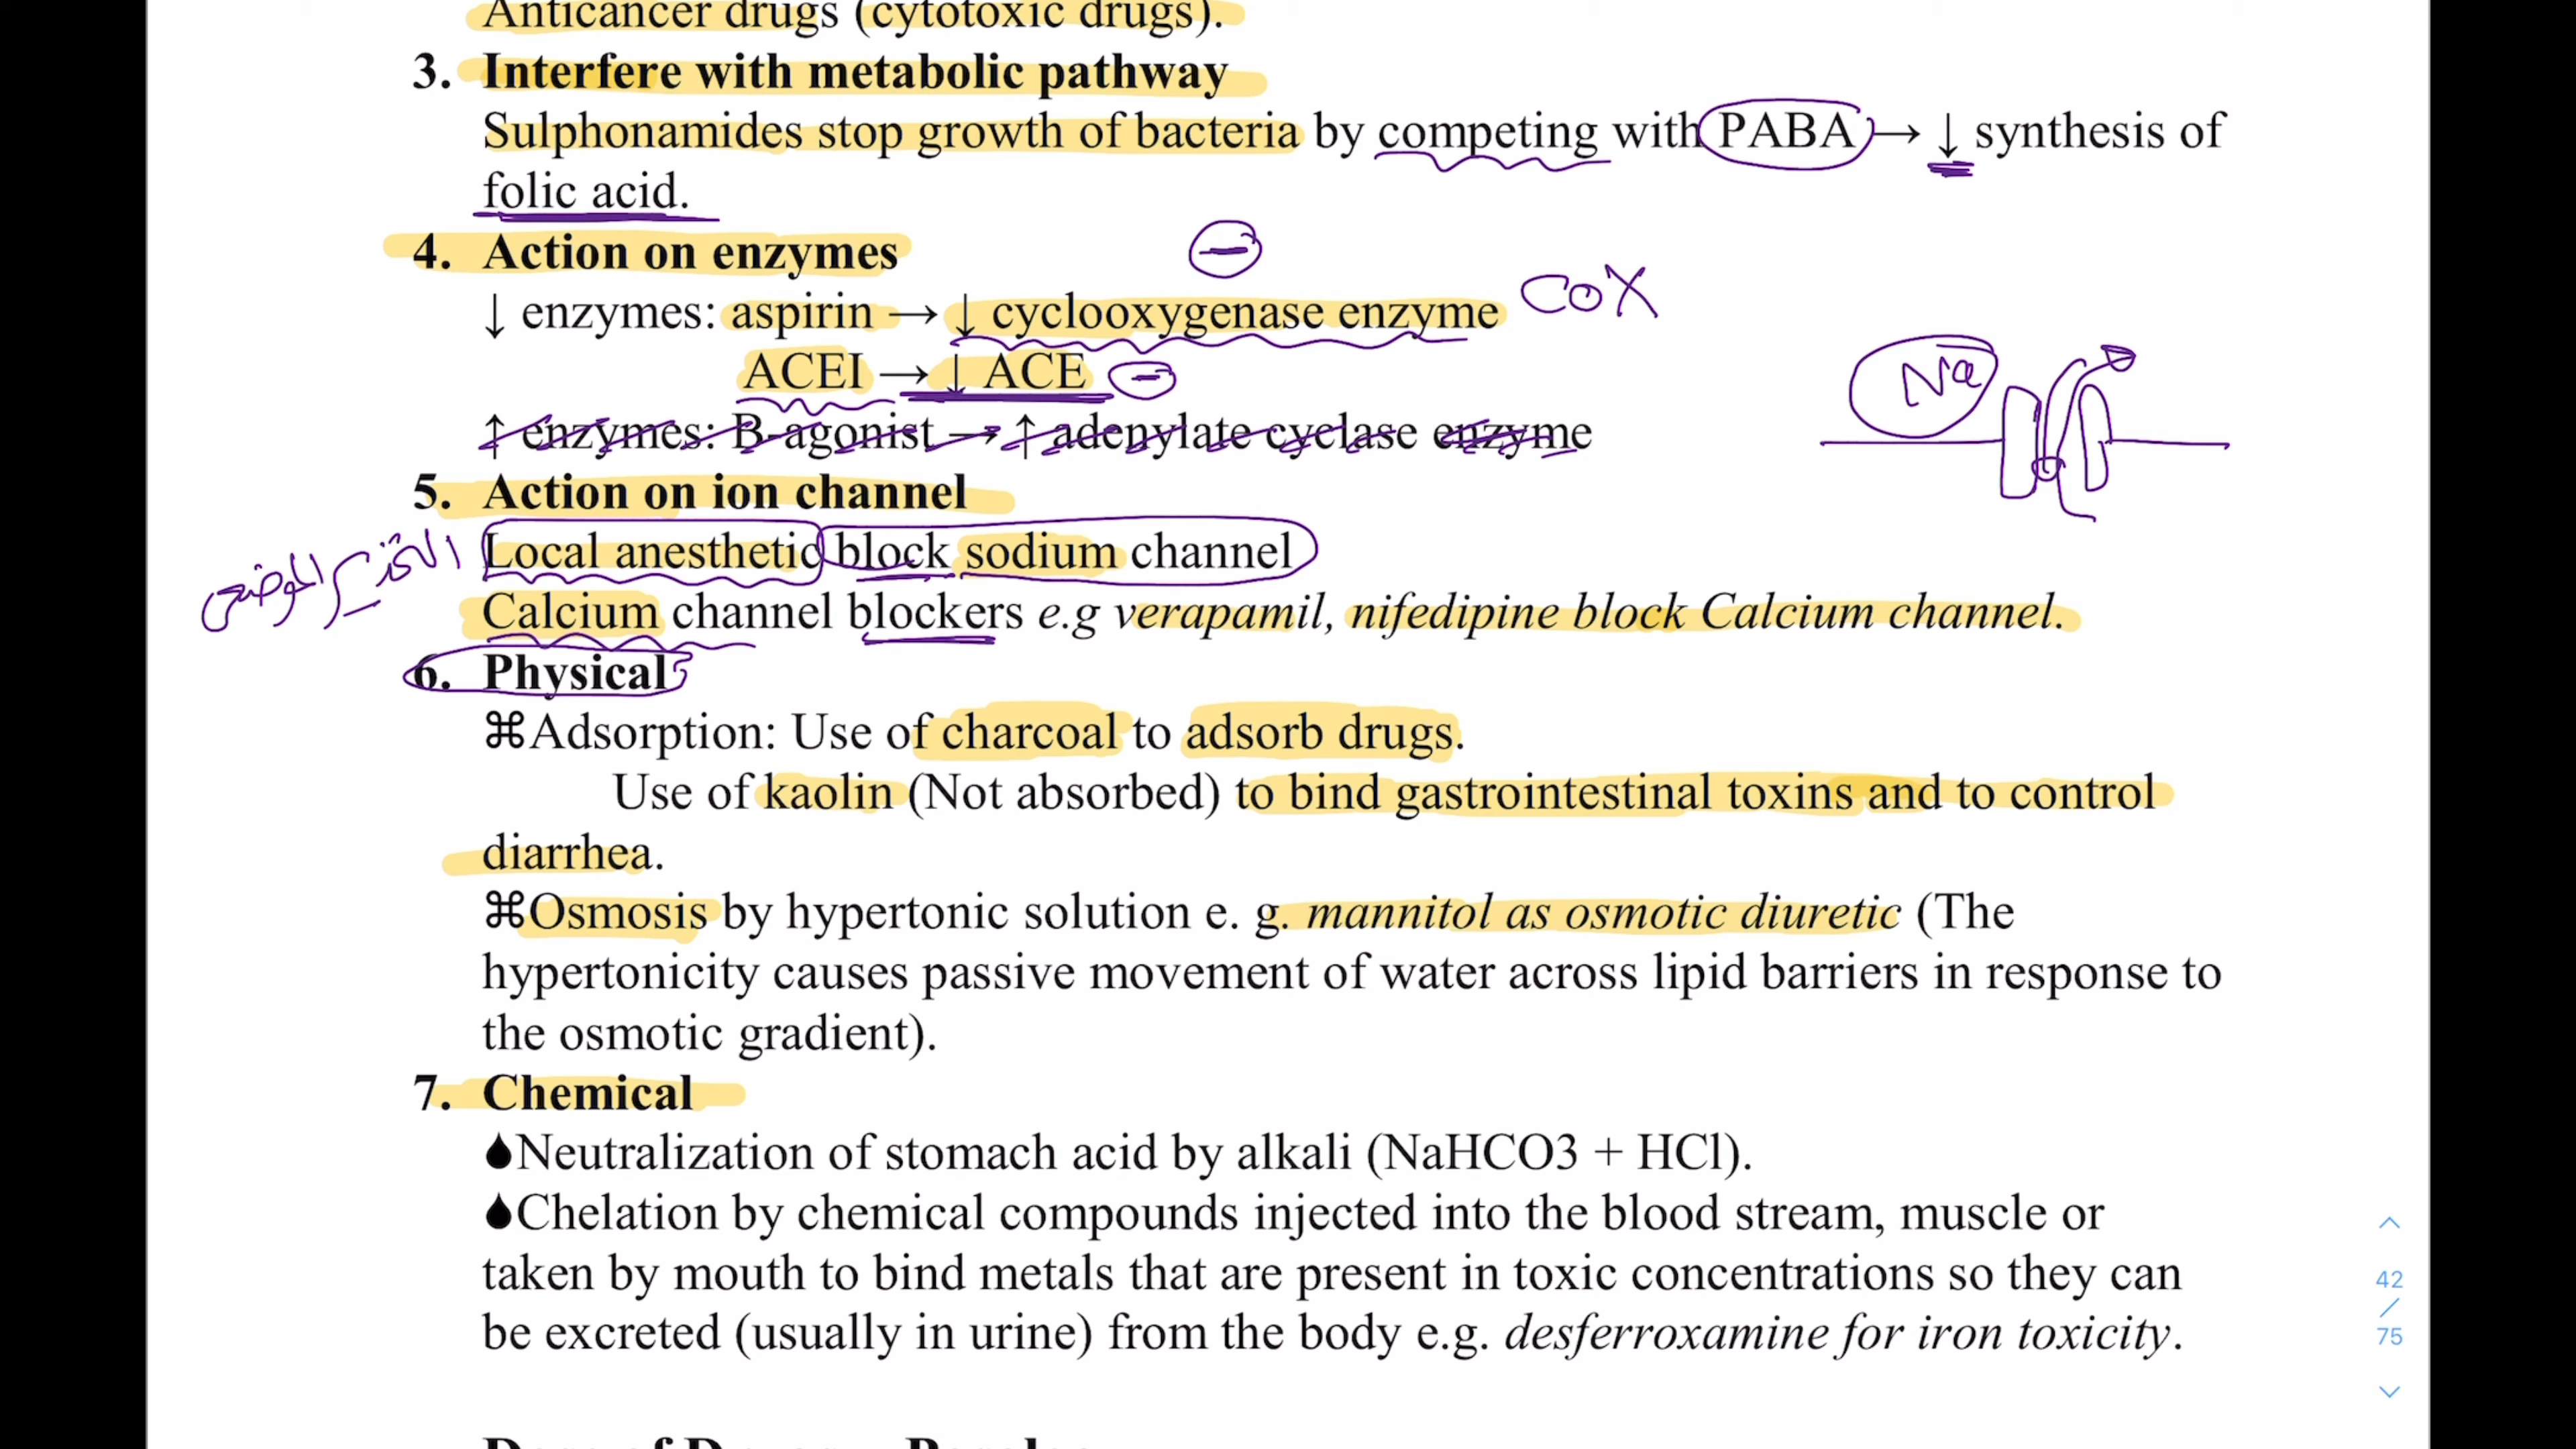 Anticancer drugs (cytotoxic drugs).
3. Interfere with metabolic pathway
Sulphonamides stop growth of bacteria by competing with PABA → ↓ synthesis of
folic acid.
4. Action on enzymes
↓ enzymes: aspirin → ↓ cyclooxygenase enzyme COX
ACEI → ↓ ACE
Na
↑ enzymes: B-agonist → ↑ adenylate cyclase enzyme
5. Action on ion channel
التخدير الموضعي
Local anesthetic block sodium channel
Calcium channel blockers e.g verapamil, nifedipine block Calcium channel.
6. Physical
⌘Adsorption: Use of charcoal to adsorb drugs.
Use of kaolin (Not absorbed) to bind gastrointestinal toxins and to control
diarrhea.
⌘Osmosis by hypertonic solution e. g. mannitol as osmotic diuretic (The
hypertonicity causes passive movement of water across lipid barriers in response to
the osmotic gradient).
7. Chemical
🌢Neutralization of stomach acid by alkali (NaHCO3 + HCl).
🌢Chelation by chemical compounds injected into the blood stream, muscle or
taken by mouth to bind metals that are present in toxic concentrations so they can
be excreted (usually in urine) from the body e.g. desferroxamine for iron toxicity.
42
/
75